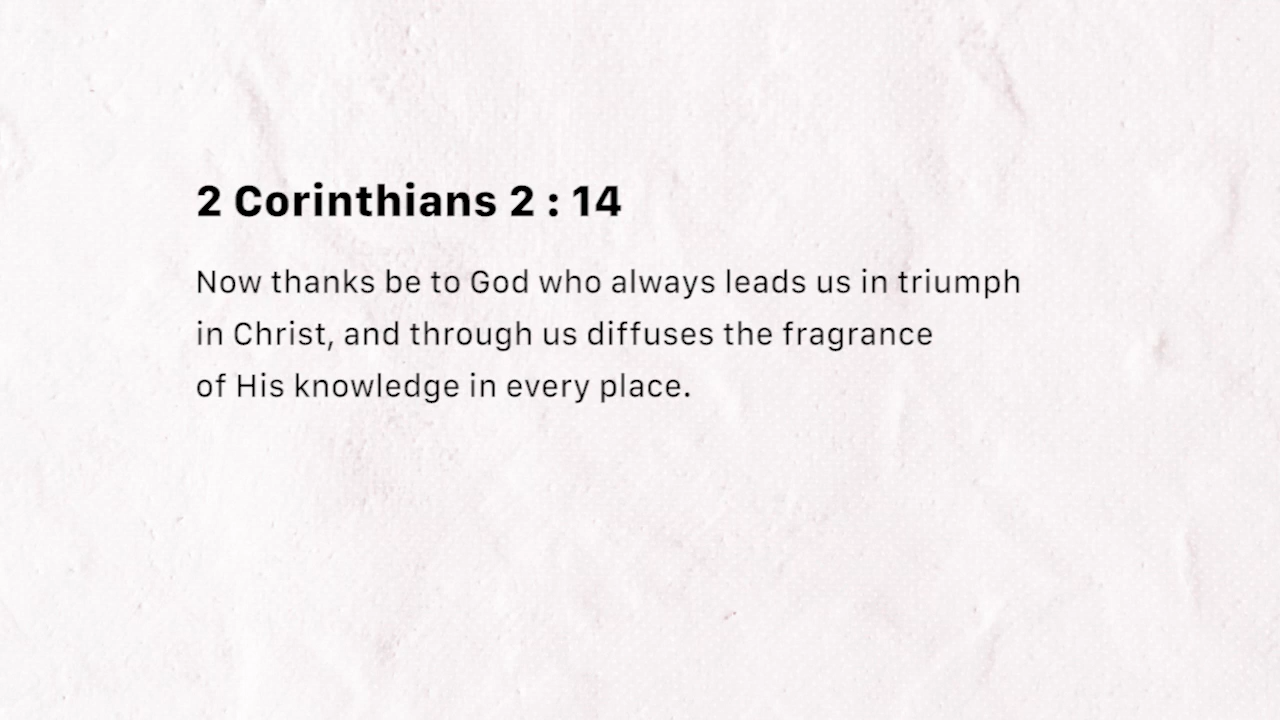 2 Corinthians 2 : 14
Now thanks be to God who always leads us in triumph
in Christ, and through us diffuses the fragrance
of His knowledge in every place.